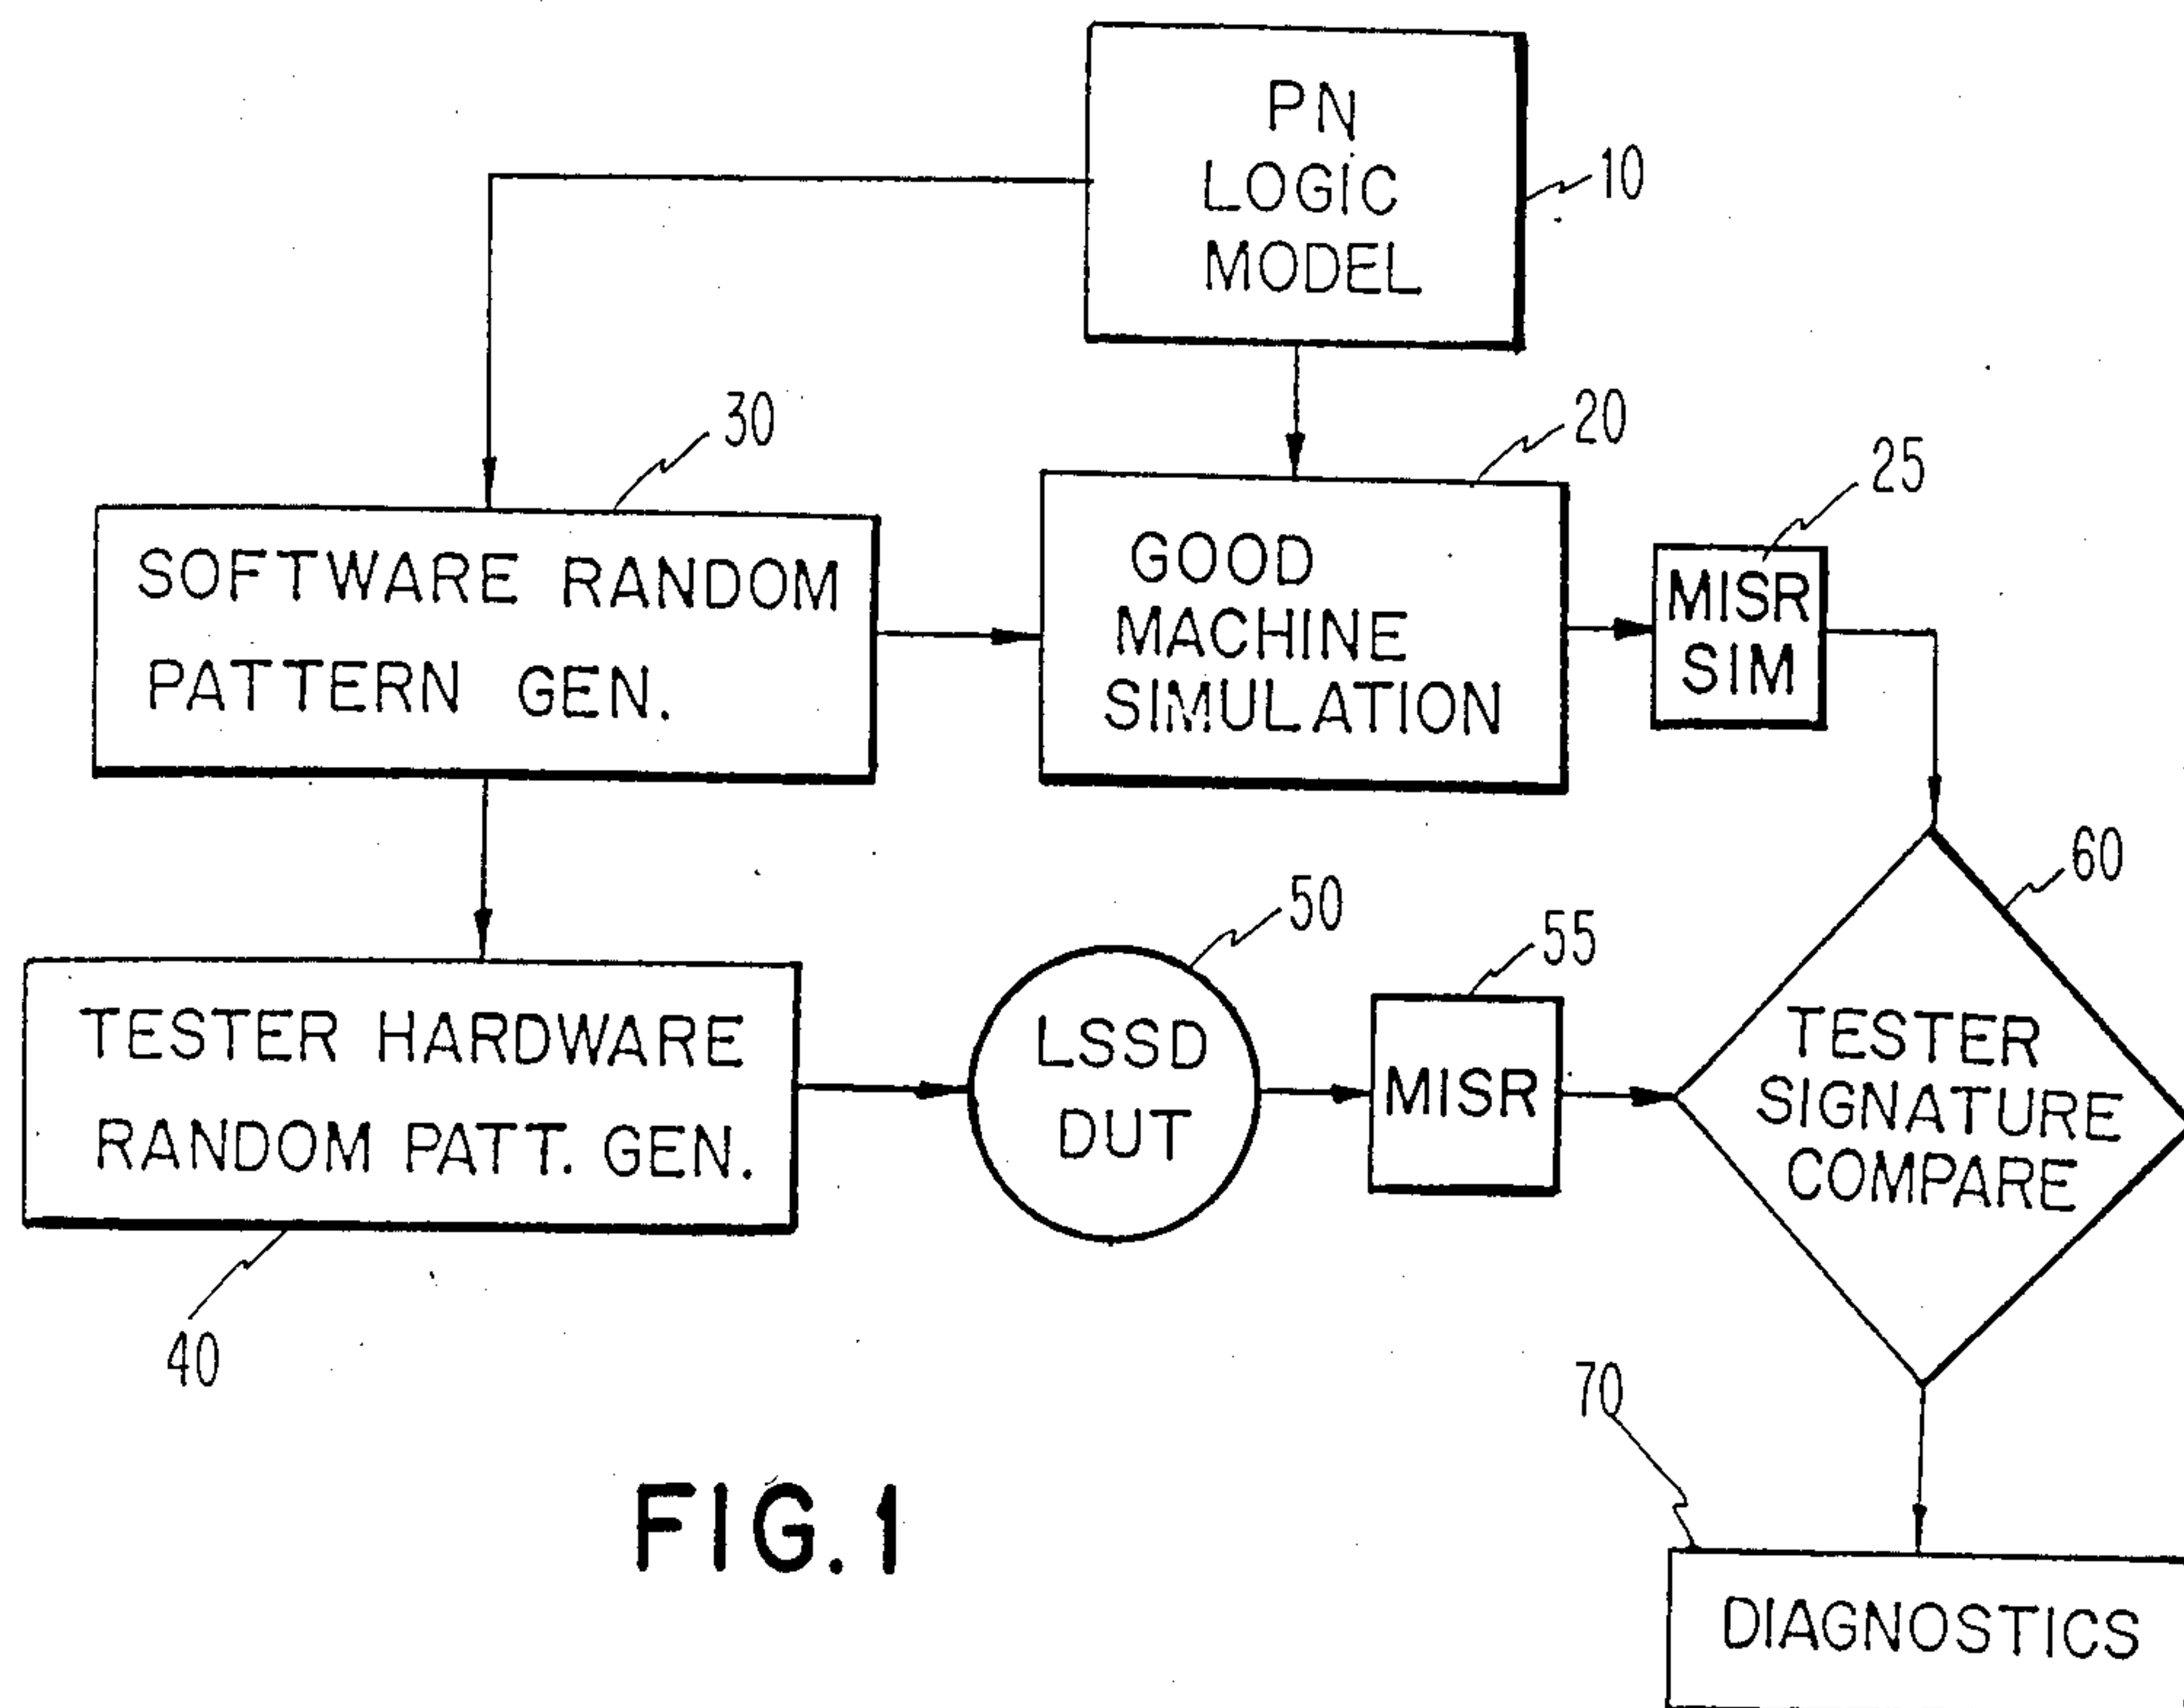 PN
LOGIC
MODEL
10
30
20
25
SOFTWARE RANDOM
PATTERN GEN.
GOOD
MACHINE
SIMULATION
MISR
SIM
60
50
55
TESTER HARDWARE
RANDOM PATT. GEN.
LSSD
DUT
MISR
TESTER
SIGNATURE
COMPARE
40
70
FIG.1
DIAGNOSTICS